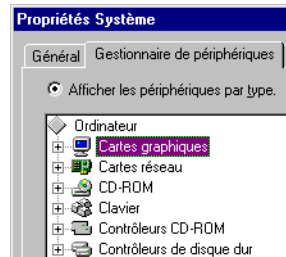 Propriétés Système
Général Gestionnaire de périphériques
Afficher les périphériques par type.
Ordinateur
Cartes graphiques
Cartes réseau
CD-ROM
Clavier
Contrôleurs CD-ROM
Contrôleurs de disque dur